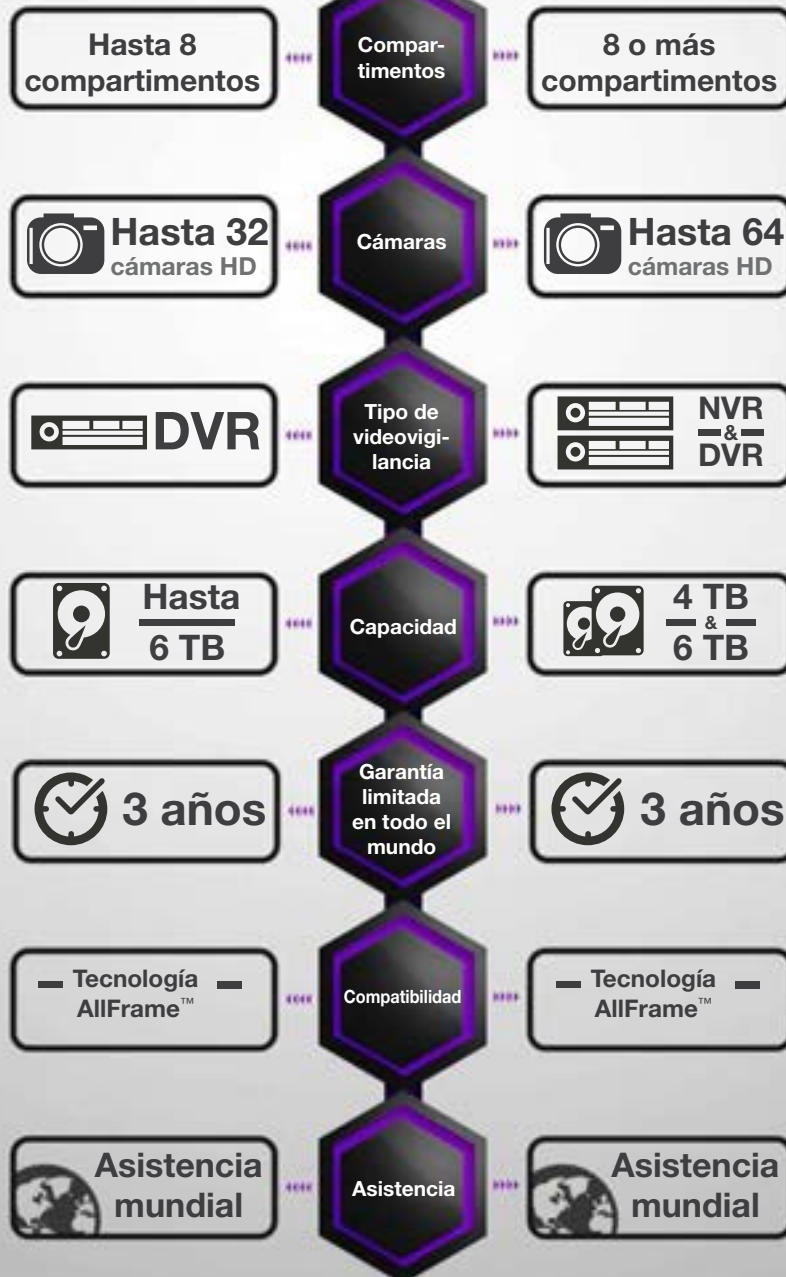 Hasta 8
compartimentos
Compar-
timentos
8 o más
compartimentos
Hasta 32
cámaras HD
Cámaras
Hasta 64
cámaras HD
DVR
Tipo de
videovigi-
lancia
NVR
&
DVR
Hasta
6 TB
Capacidad
4 TB
&
6 TB
3 años
Garantía
limitada
en todo el
mundo
3 años
Tecnología
AllFrame™
Compatibilidad
Tecnología
AllFrame™
Asistencia
mundial
Asistencia
Asistencia
mundial